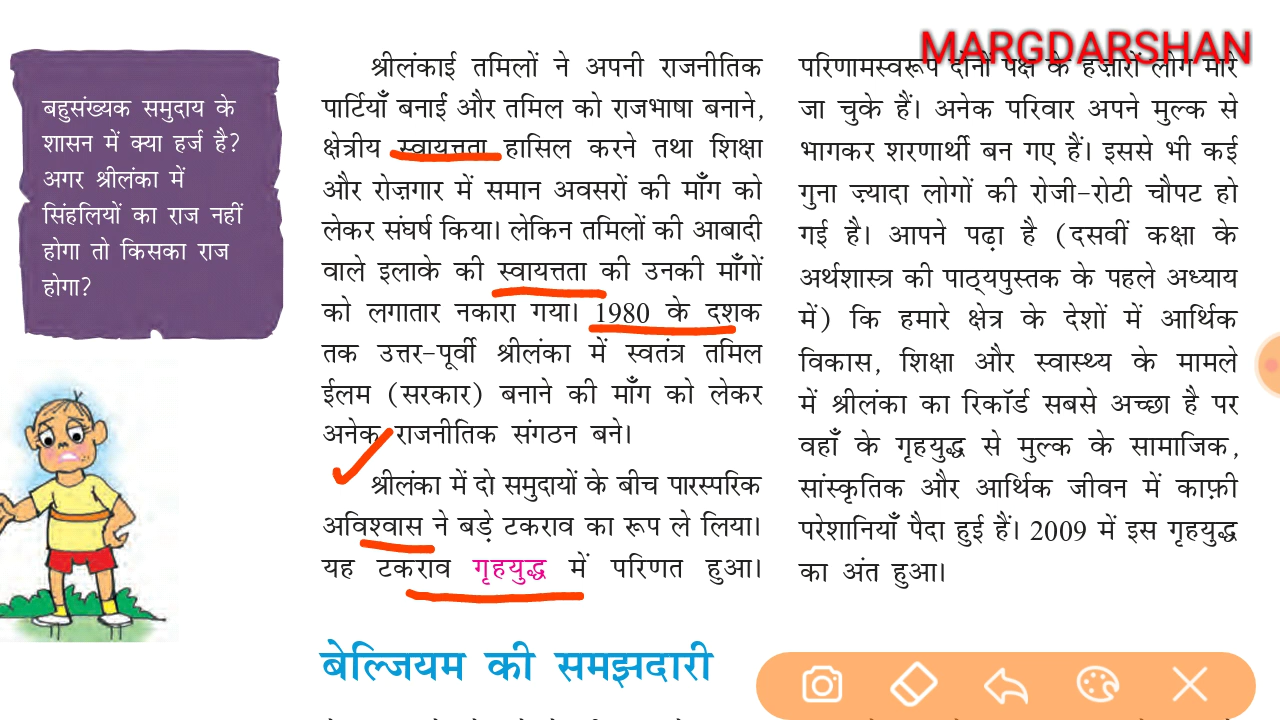 MARGDARSHAN
बहुसंख्यक समुदाय के
शासन में क्या हर्ज है?
अगर श्रीलंका में
सिंहलियों का राज नहीं
होगा तो किसका राज
होगा?
श्रीलंकाई तमिलों ने अपनी राजनीतिक
पार्टियाँ बनाईं और तमिल को राजभाषा बनाने,
क्षेत्रीय स्वायत्तता हासिल करने तथा शिक्षा
और रोज़गार में समान अवसरों की माँग को
लेकर संघर्ष किया। लेकिन तमिलों की आबादी
वाले इलाके की स्वायत्तता की उनकी माँगों
को लगातार नकारा गया। 1980 के दशक
तक उत्तर-पूर्वी श्रीलंका में स्वतंत्र तमिल
ईलम (सरकार) बनाने की माँग को लेकर
अनेक राजनीतिक संगठन बने।
श्रीलंका में दो समुदायों के बीच पारस्परिक
अविश्वास ने बड़े टकराव का रूप ले लिया।
यह टकराव गृहयुद्ध में परिणत हुआ।
परिणामस्वरूप दोनों पक्ष के हज़ारों लोग मारे
जा चुके हैं। अनेक परिवार अपने मुल्क से
भागकर शरणार्थी बन गए हैं। इससे भी कई
गुना ज़्यादा लोगों की रोजी-रोटी चौपट हो
गई है। आपने पढ़ा है (दसवीं कक्षा के
अर्थशास्त्र की पाठ्यपुस्तक के पहले अध्याय
में) कि हमारे क्षेत्र के देशों में आर्थिक
विकास, शिक्षा और स्वास्थ्य के मामले
में श्रीलंका का रिकॉर्ड सबसे अच्छा है पर
वहाँ के गृहयुद्ध से मुल्क के सामाजिक,
सांस्कृतिक और आर्थिक जीवन में काफ़ी
परेशानियाँ पैदा हुई हैं। 2009 में इस गृहयुद्ध
का अंत हुआ।
बेल्जियम की समझदारी